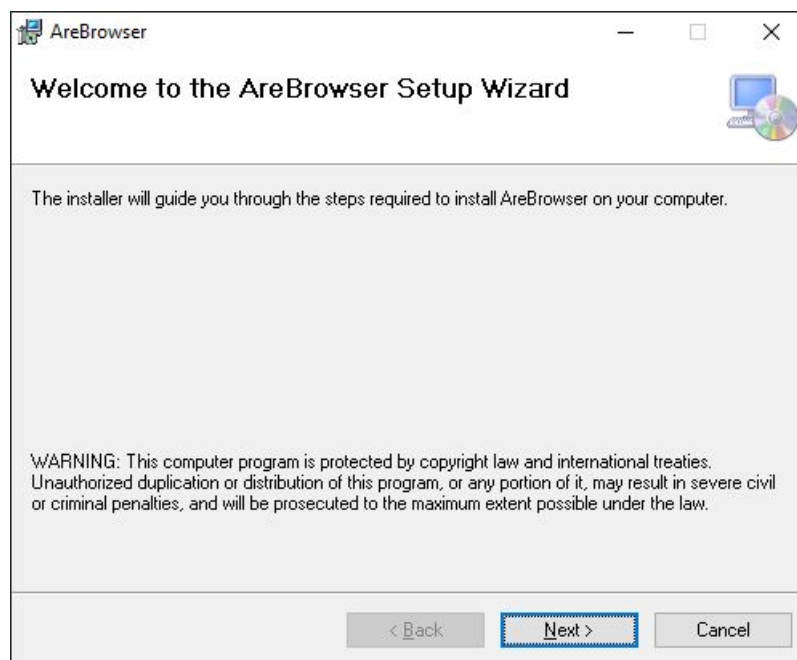 AreBrowser
Welcome to the AreBrowser Setup Wizard
The installer will guide you through the steps required to install AreBrowser on your computer.
WARNING: This computer program is protected by copyright law and international treaties.
Unauthorized duplication or distribution of this program, or any portion of it, may result in severe civil
or criminal penalties, and will be prosecuted to the maximum extent possible under the law.
< Back
Next >
Cancel